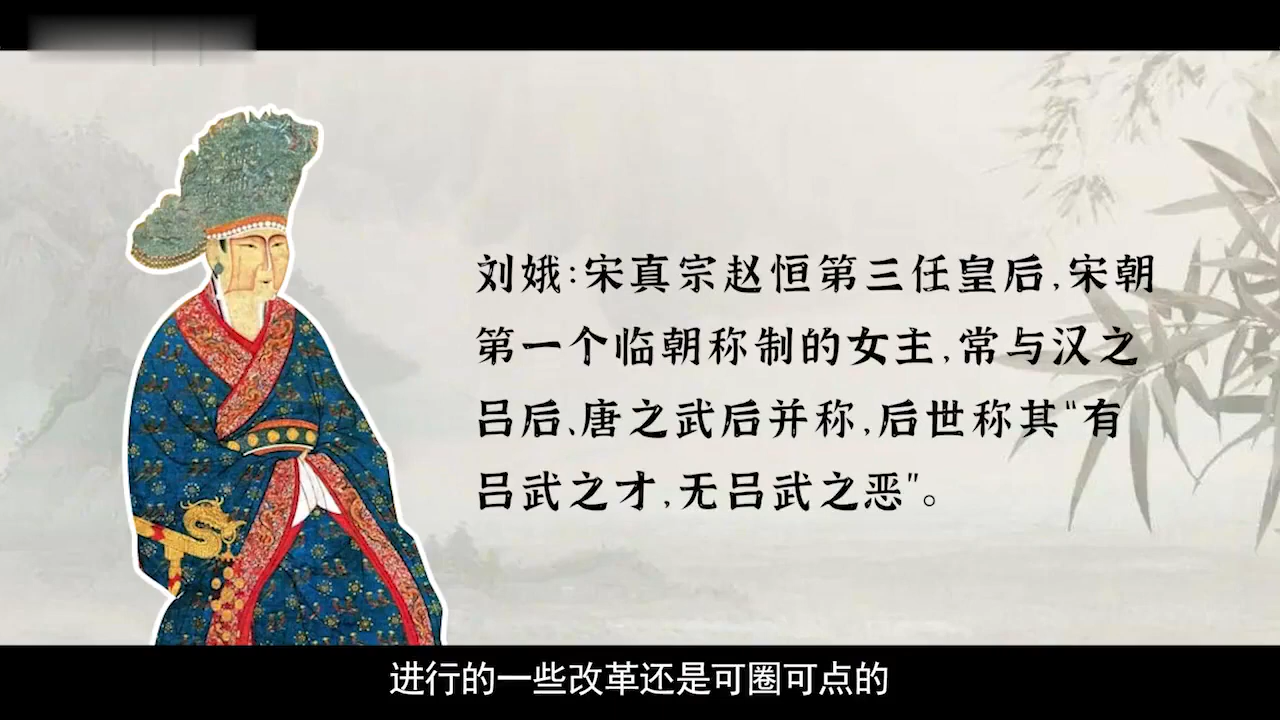 刘娥:宋真宗赵恒第三任皇后,宋朝
第一个临朝称制的女主,常与汉之
吕后、唐之武后并称,后世称其“有
吕武之才,无吕武之恶”。
进行的一些改革还是可圈可点的